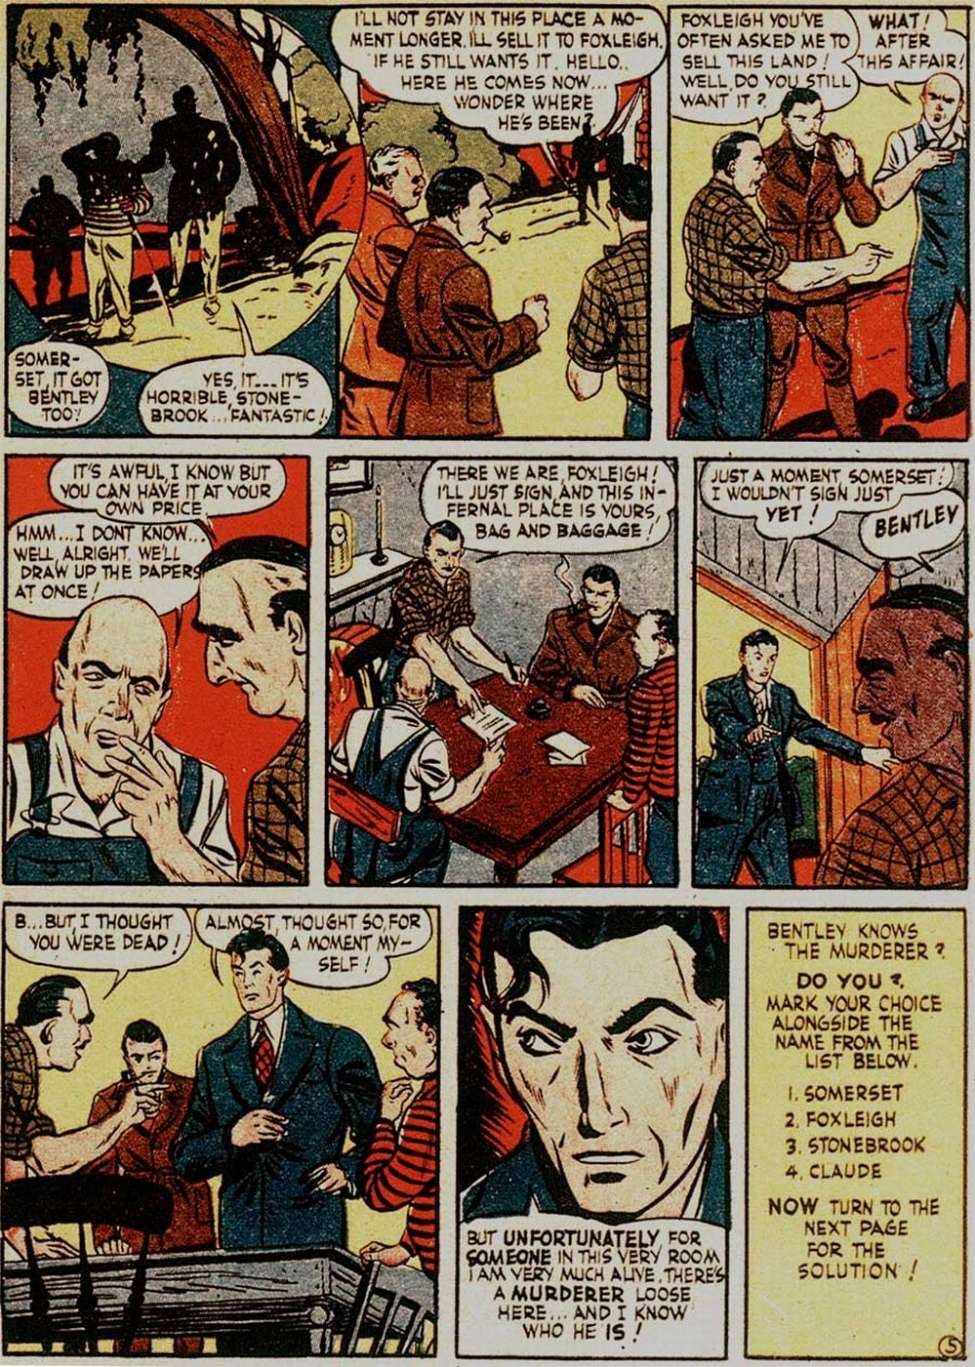 SOMER-
SET, IT GOT
BENTLEY
TOO!
YES, IT... IT'S
HORRIBLE, STONE-
BROOK... FANTASTIC!
I'LL NOT STAY IN THIS PLACE A MO-
MENT LONGER. I'LL SELL IT TO FOXLEIGH,
IF HE STILL WANTS IT. HELLO..
HERE HE COMES NOW...
WONDER WHERE
HE'S BEEN?
FOXLEIGH YOU'VE
OFTEN ASKED ME TO
SELL THIS LAND!
WELL, DO YOU STILL
WANT IT?
WHAT!
AFTER
THIS AFFAIR!
IT'S AWFUL, I KNOW BUT
YOU CAN HAVE IT AT YOUR
OWN PRICE
HMM...I DONT KNOW...
WELL, ALRIGHT. WE'LL
DRAW UP THE PAPERS
AT ONCE!
THERE WE ARE, FOXLEIGH!
I'LL JUST SIGN, AND THIS IN-
FERNAL PLACE IS YOURS,
BAG AND BAGGAGE!
JUST A MOMENT, SOMERSET!
I WOULDN'T SIGN JUST
YET!
BENTLEY
B...BUT, I THOUGHT
YOU WERE DEAD!
ALMOST, THOUGHT SO, FOR
A MOMENT MY-
SELF!
BUT UNFORTUNATELY, FOR
SOMEONE IN THIS VERY ROOM
I AM VERY MUCH ALIVE. THERE'S
A MURDERER LOOSE
HERE... AND I KNOW
WHO HE IS!
BENTLEY KNOWS
THE MURDERER?
DO YOU?
MARK YOUR CHOICE
ALONGSIDE THE
NAME FROM THE
LIST BELOW.
1. SOMERSET
2. FOXLEIGH
3. STONEBROOK
4. CLAUDE
NOW TURN TO THE
NEXT PAGE
FOR THE
SOLUTION!
5